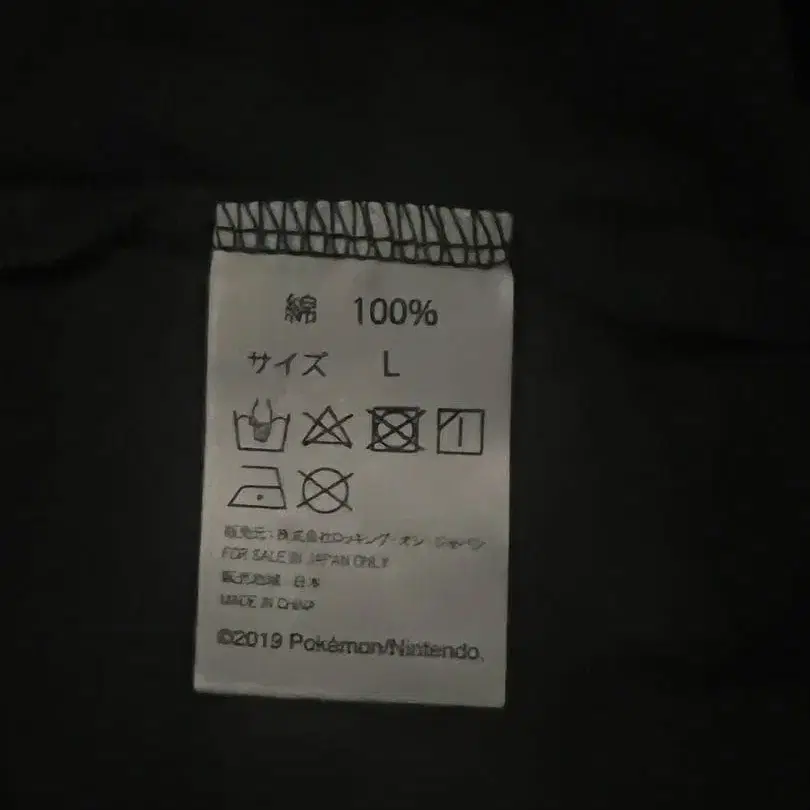 綿 100%
サイズ L
販売元：株式会社ロッキング・オン・ジャパン
FOR SALE IN JAPAN ONLY
販売地域 日本
MADE IN CHINA
©2019 Pokémon/Nintendo.